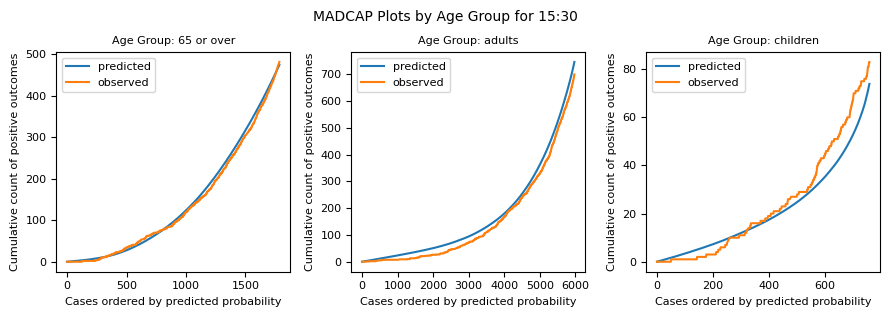 MADCAP Plots by Age Group for 15:30
Age Group: 65 or over
Cumulative count of positive outcomes
500
400
300
200
100
0
predicted
observed
0
500
1000
1500
Cases ordered by predicted probability
Age Group: adults
Cumulative count of positive outcomes
700
600
500
400
300
200
100
0
predicted
observed
0
1000
2000
3000
4000
5000
6000
Cases ordered by predicted probability
Age Group: children
Cumulative count of positive outcomes
80
60
40
20
0
predicted
observed
0
200
400
600
Cases ordered by predicted probability